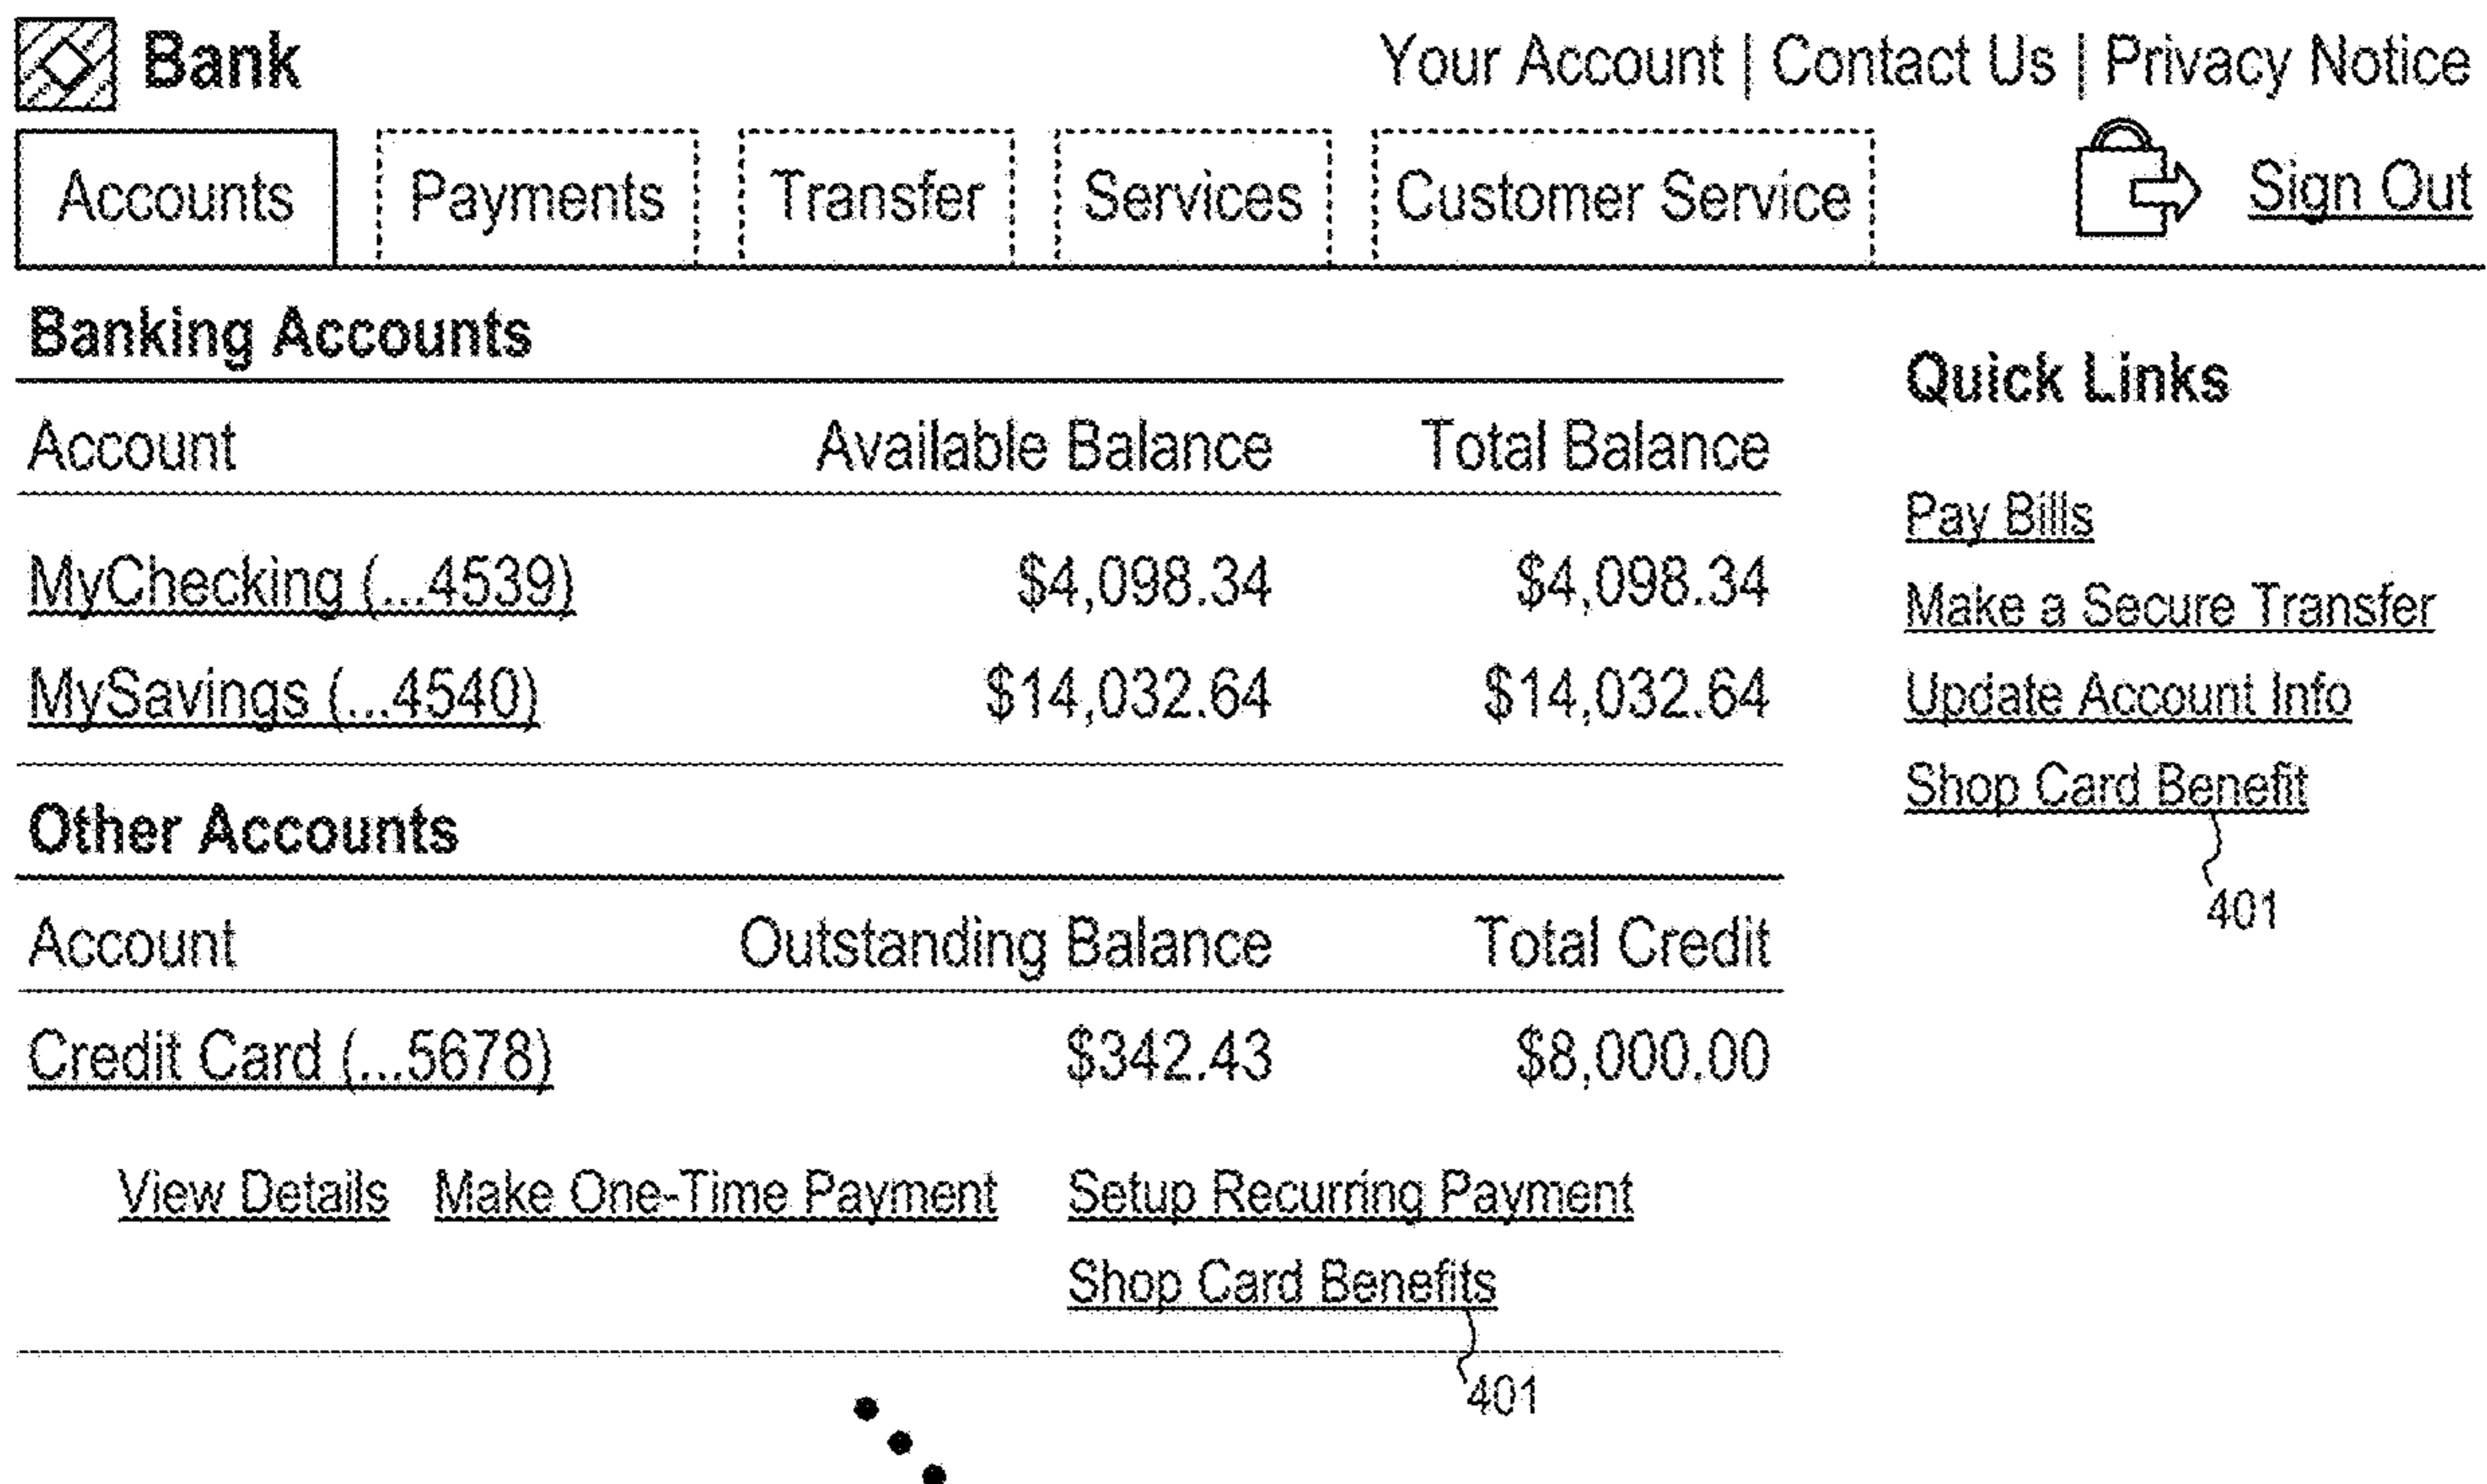 Bank
Your Account | Contact Us | Privacy Notice
Accounts Payments Transfer Services Customer Service Sign Out
Banking Accounts
Account Available Balance Total Balance
MyChecking (...4539) $4,098.34 $4,098.34
MySavings (...4540) $14,032.64 $14,032.64
Other Accounts
Account Outstanding Balance Total Credit
Credit Card (...5678) $342.43 $8,000.00
View Details Make One-Time Payment Setup Recurring Payment
Shop Card Benefits
401
Quick Links
Pay Bills
Make a Secure Transfer
Update Account Info
Shop Card Benefit
401